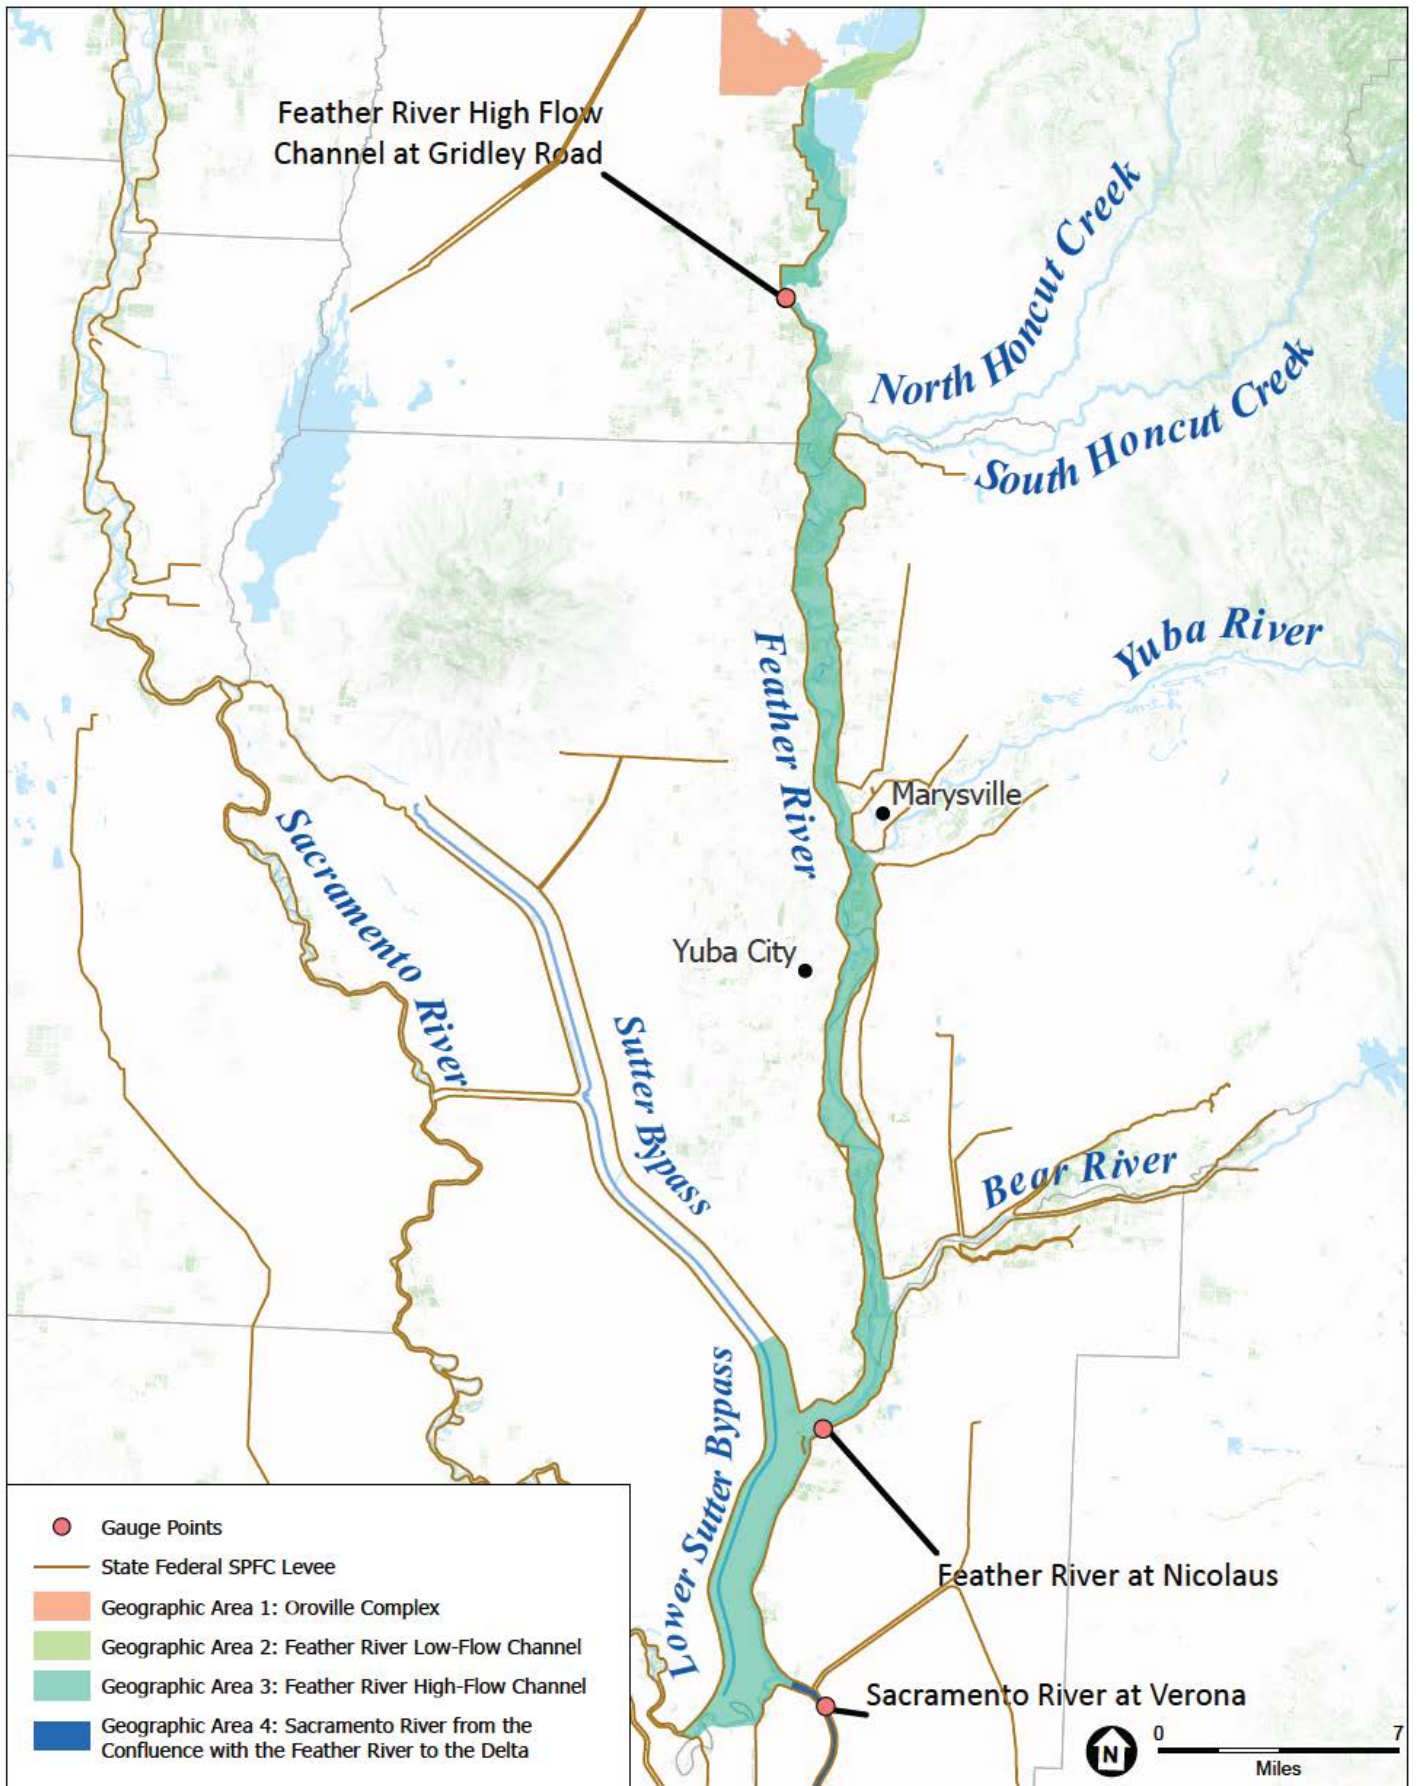 Feather River High Flow
Channel at Gridley Road
North Honcut Creek
South Honcut Creek
Yuba River
Feather River
Marysville
Sacramento River
Yuba City
Sutter Bypass
Bear River
Lower Sutter Bypass
Feather River at Nicolaus
Sacramento River at Verona
Gauge Points
State Federal SPFC Levee
Geographic Area 1: Oroville Complex
Geographic Area 2: Feather River Low-Flow Channel
Geographic Area 3: Feather River High-Flow Channel
Geographic Area 4: Sacramento River from the
Confluence with the Feather River to the Delta
N
0 7
Miles